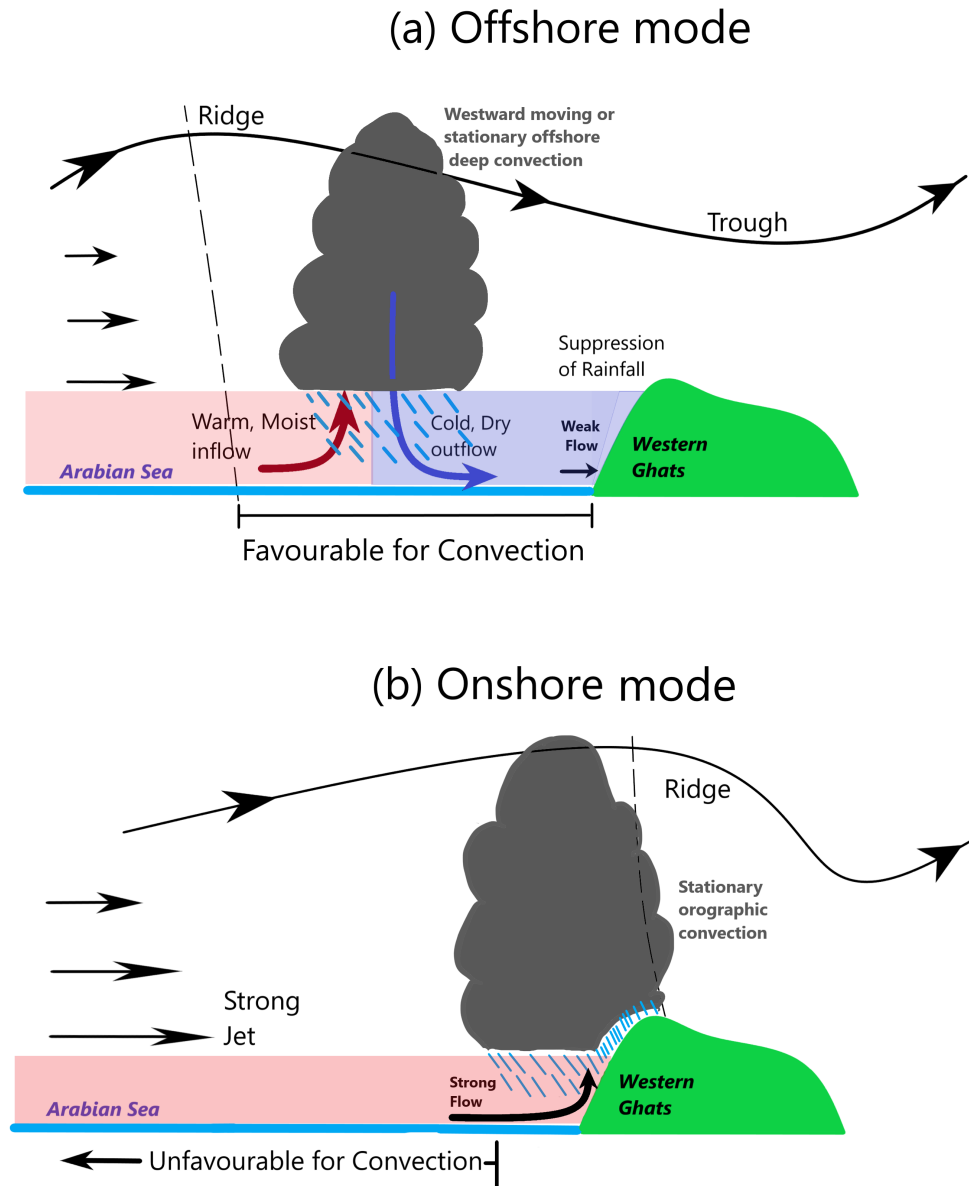 (a) Offshore mode
Ridge
Westward moving or
stationary offshore
deep convection
Trough
Suppression
of Rainfall
Warm, Moist
inflow
Cold, Dry
outflow
Weak
Flow
Western
Ghats
Arabian Sea
Favourable for Convection
(b) Onshore mode
Ridge
Stationary
orographic
convection
Strong
Jet
Strong
Flow
Western
Ghats
Arabian Sea
Unfavourable for Convection